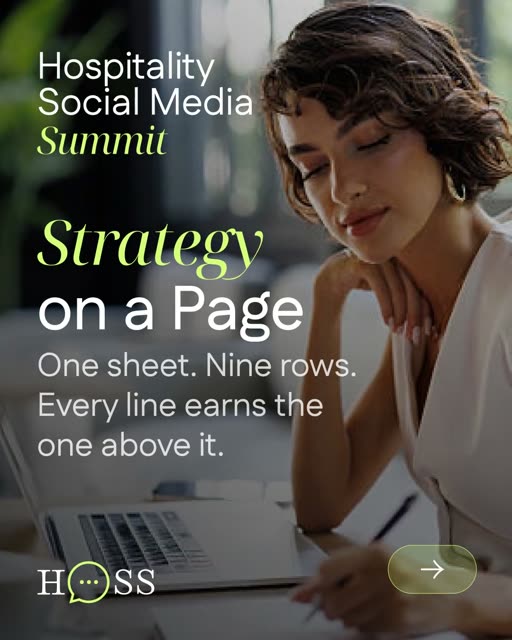 Hospitality
Social Media
Summit
Strategy
on a Page
One sheet. Nine rows.
Every line earns the
one above it.
HOSS